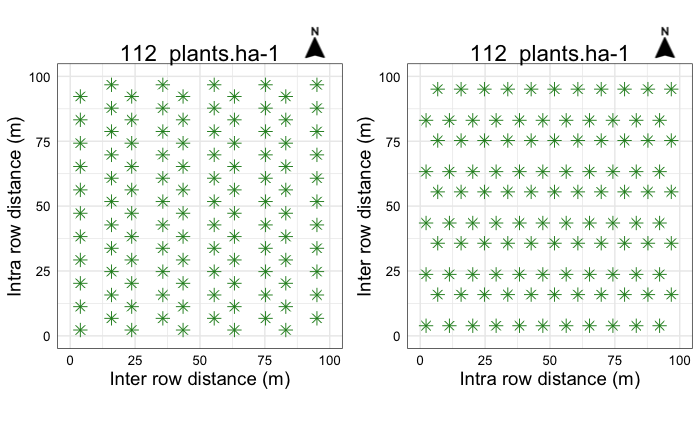 N
112 plants.ha-1
100
75
50
25
0
Intra row distance (m)
0 25 50 75 100
Inter row distance (m)
N
112 plants.ha-1
100
75
50
25
0
Inter row distance (m)
0 25 50 75 100
Intra row distance (m)